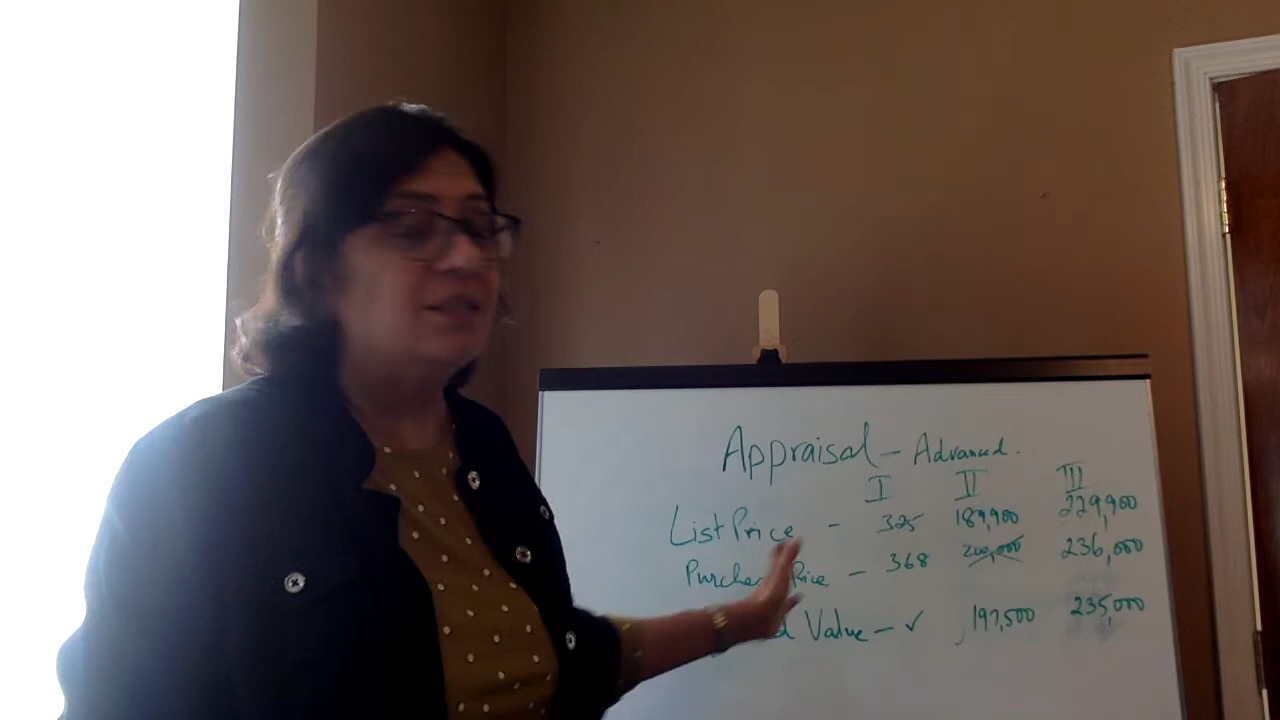 Appraisal - Advanced.
I II III
List Price - 325 189,900 229,900
Price - 368 200,000 236,000
Value - ✓ 197,500 235,000